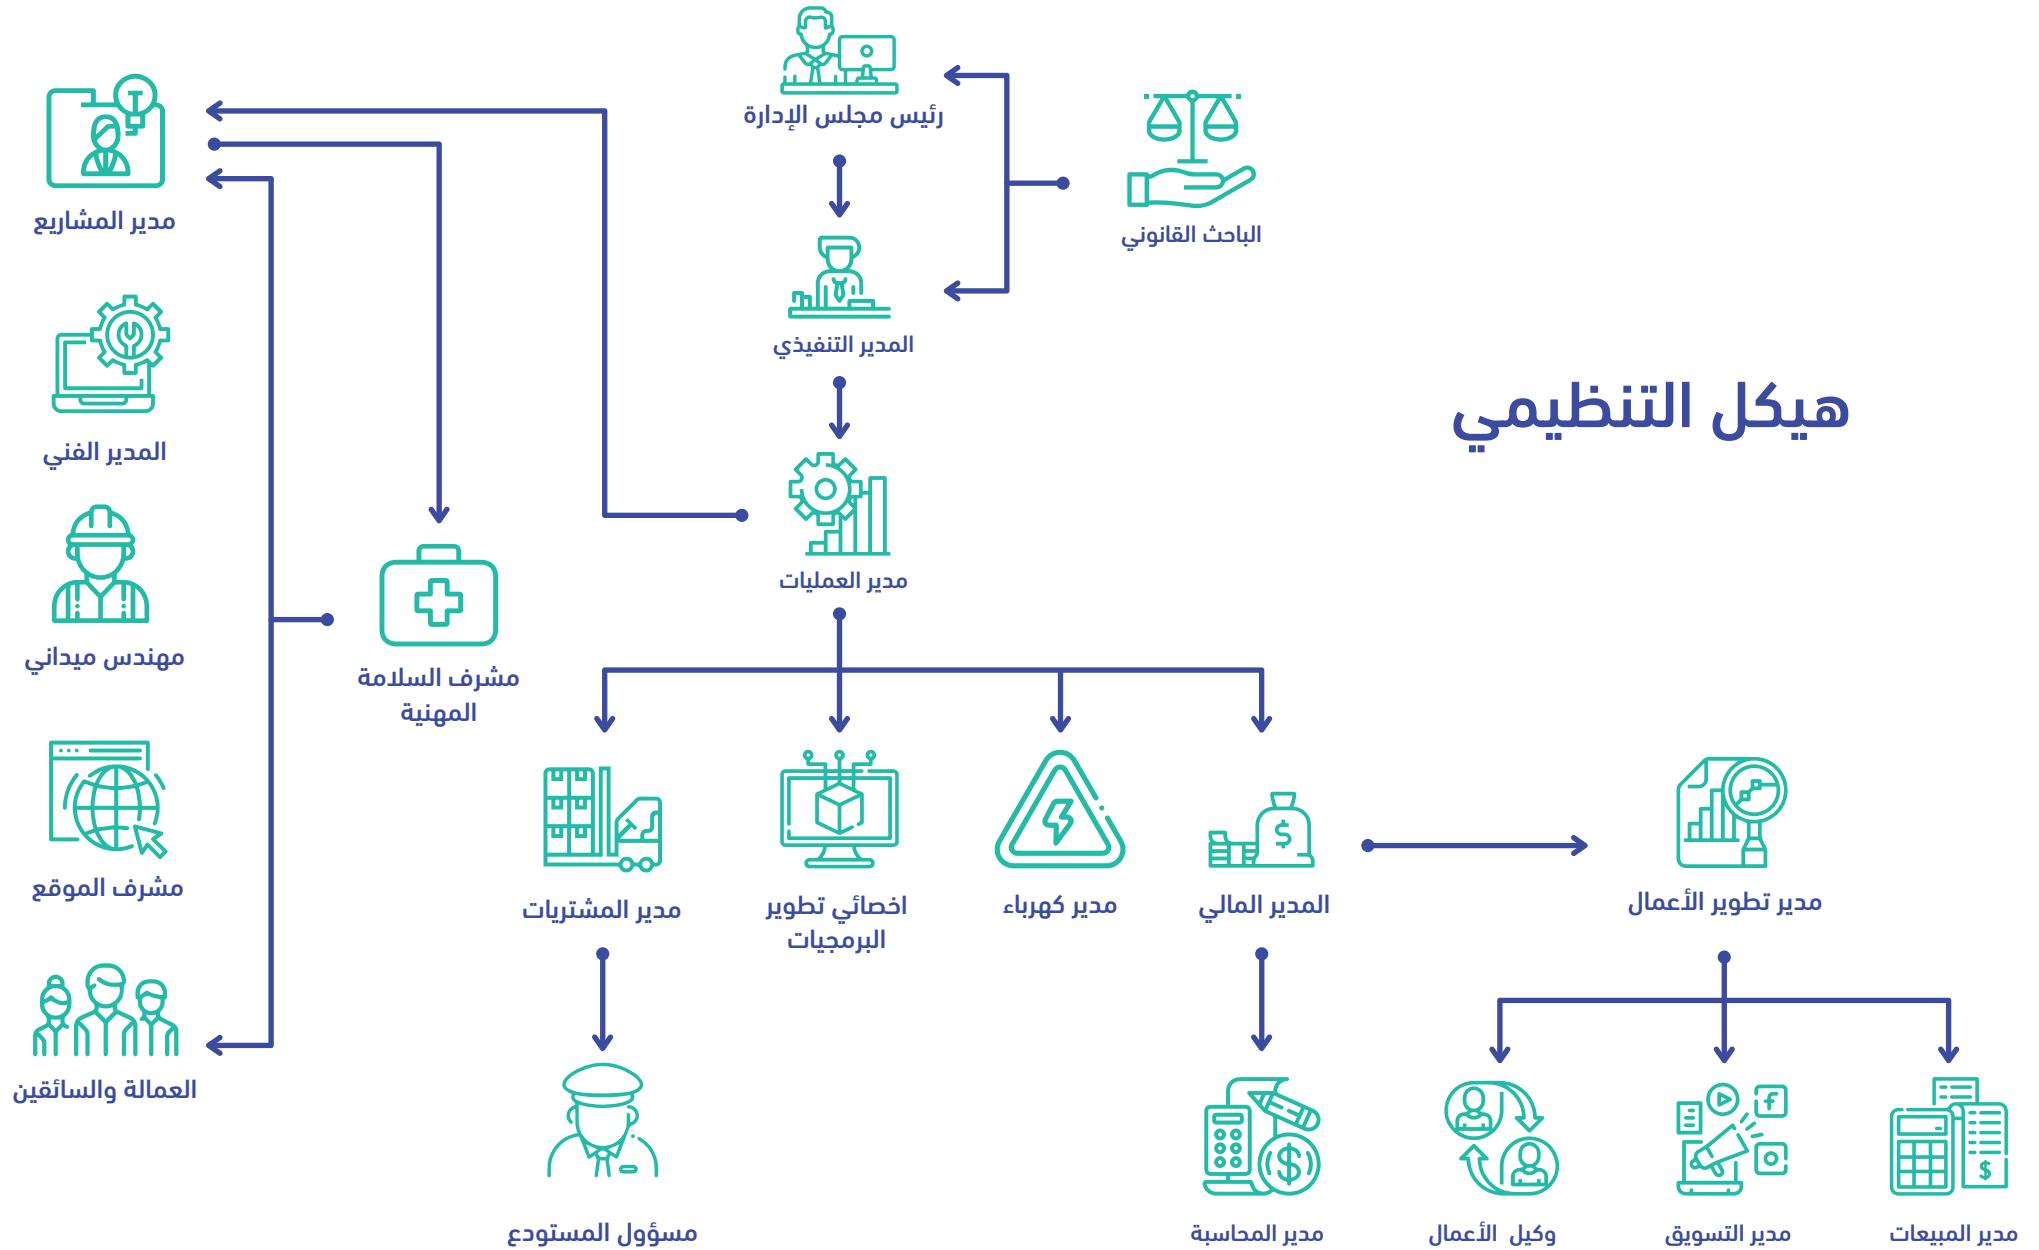 هيكل التنظيمي
رئيس مجلس الإدارة
الباحث القانوني
المدير التنفيذي
مدير العمليات
مدير المشاريع
المدير الفني
مهندس ميداني
مشرف الموقع
العمالة والسائقين
مشرف السلامة
المهنية
مدير تطوير الأعمال
المدير المالي
مدير كهرباء
اخصائي تطوير
البرمجيات
مدير المشتريات
مدير المبيعات
مدير التسويق
وكيل الأعمال
مدير المحاسبة
مسؤول المستودع